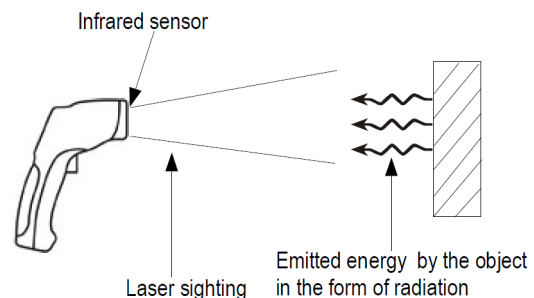 Infrared sensor
Laser sighting
Emitted energy by the object
in the form of radiation